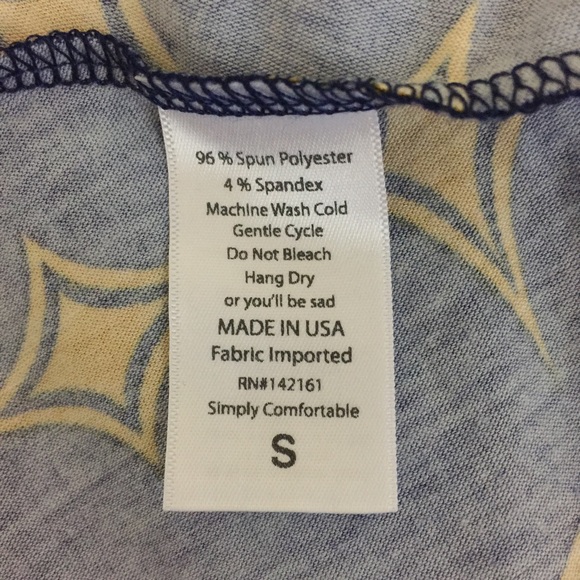 96 % Spun Polyester
4 % Spandex
Machine Wash Cold
Gentle Cycle
Do Not Bleach
Hang Dry
or you'll be sad
MADE IN USA
Fabric Imported
RN#142161
Simply Comfortable
S